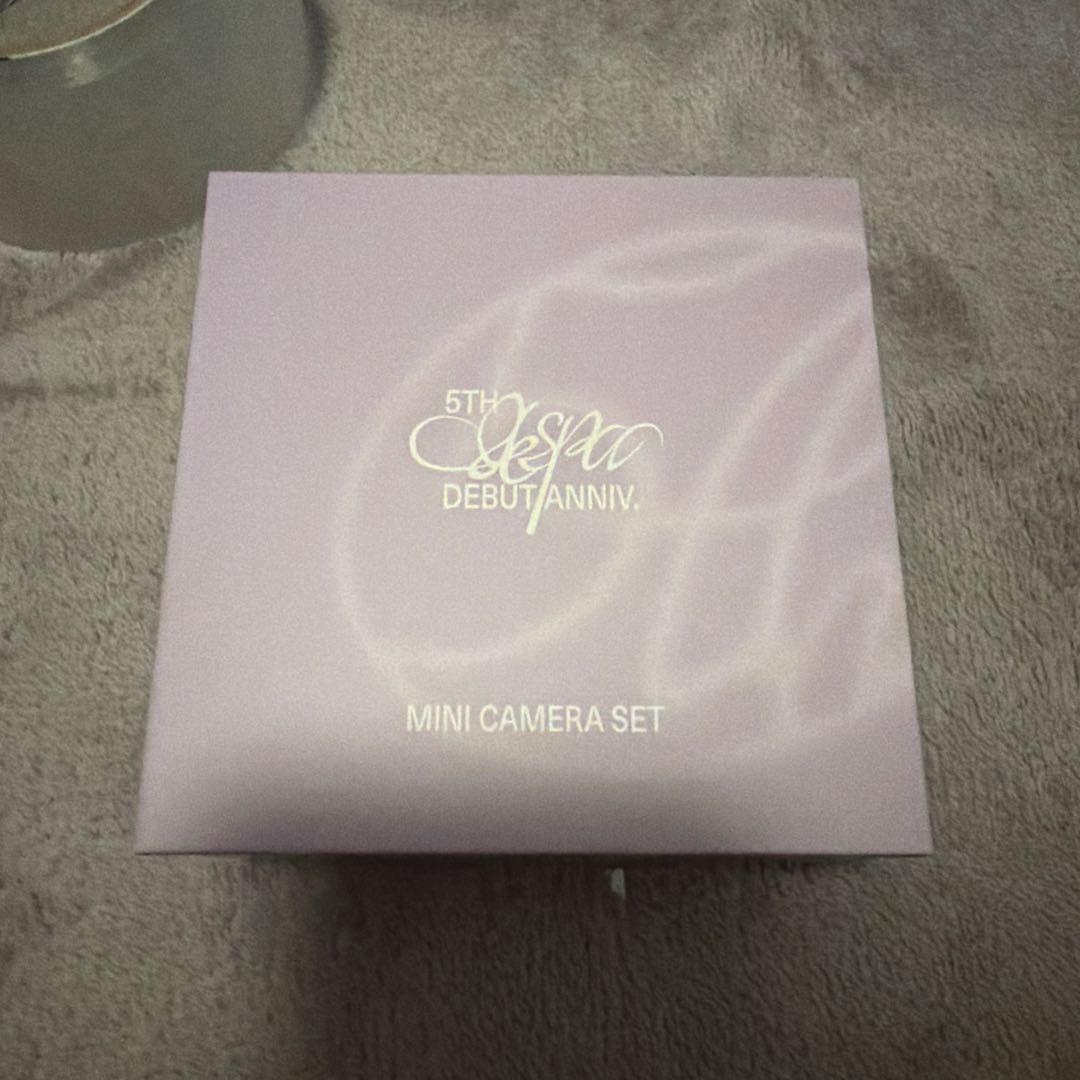 5TH
aespa
DEBUT ANNIV.
MINI CAMERA SET